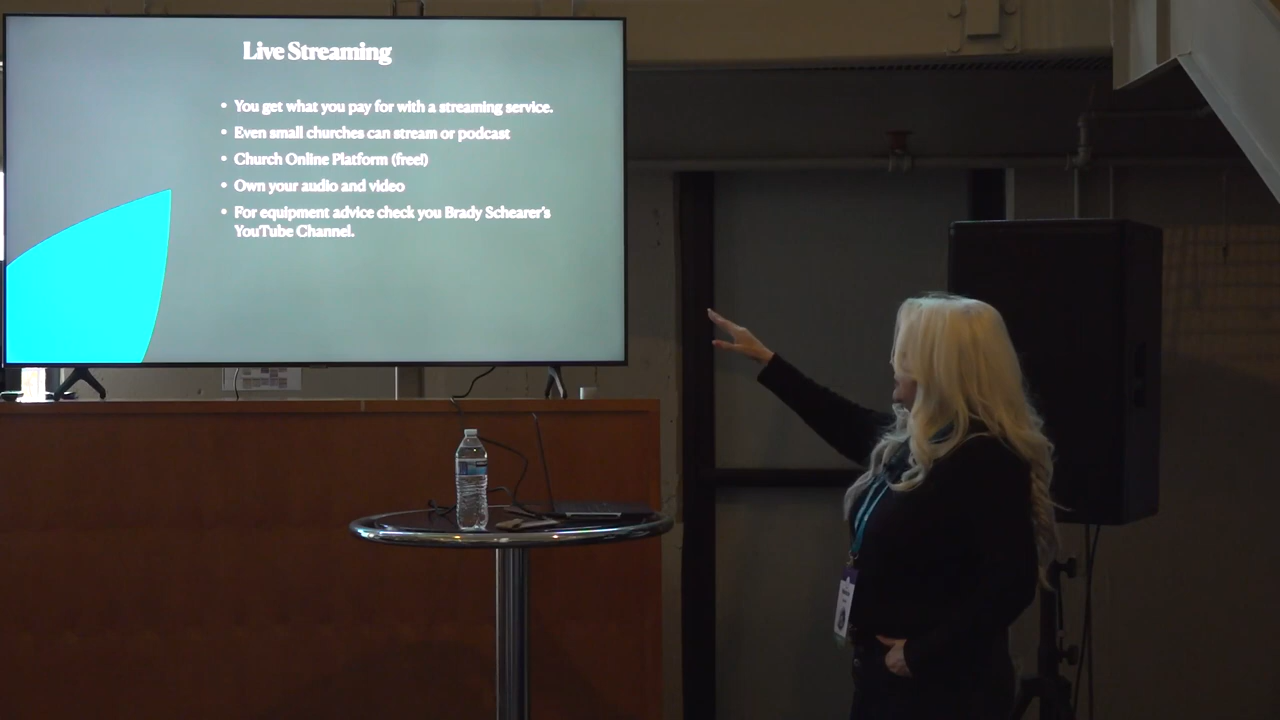 Live Streaming
• You get what you pay for with a streaming service.
• Even small churches can stream or podcast
• Church Online Platform (free!)
• Own your audio and video
• For equipment advice check you Brady Schearer's
YouTube Channel.